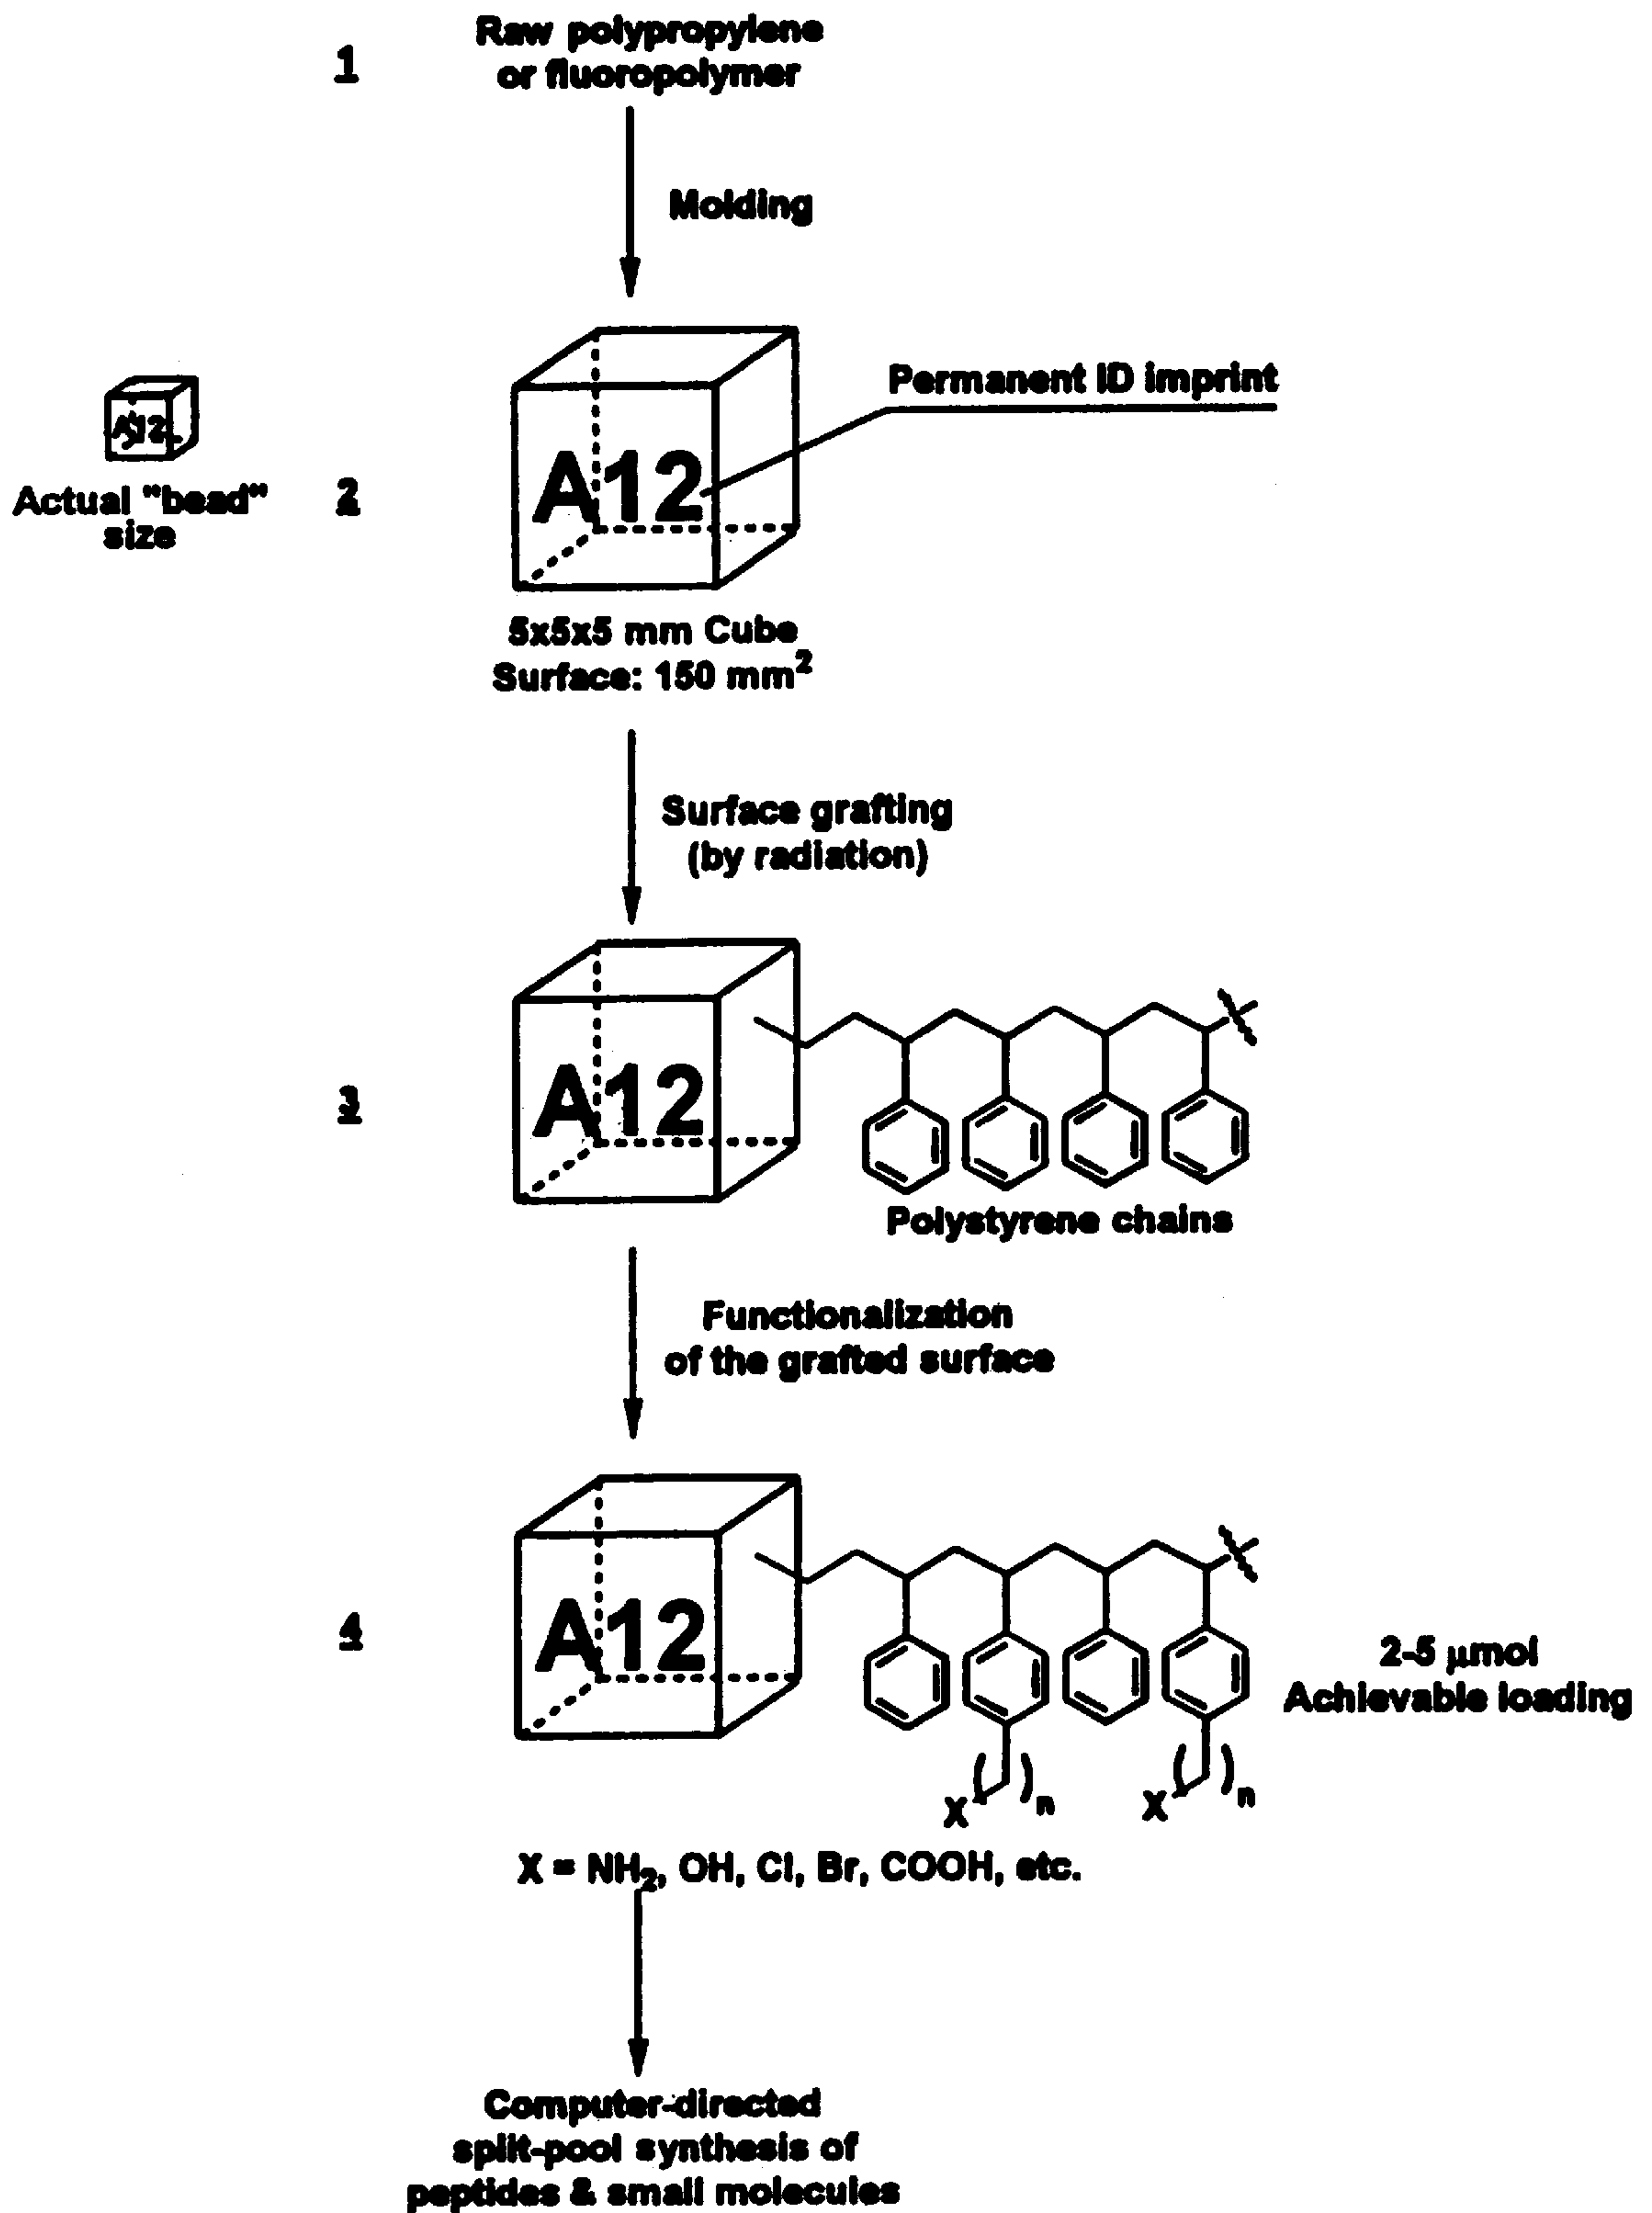 1
Raw polypropylene
or fluoropolymer
Molding
Permanent ID imprint
A12
A12
Actual "bead"
size
2
5x5x5 mm Cube
Surface: 150 mm²
Surface grafting
(by radiation)
A12
3
Polystyrene chains
Functionalization
of the grafted surface
A12
4
2-5 μmol
Achievable loading
X ( )n X ( )n
X = NH₂, OH, Cl, Br, COOH, etc.
Computer-directed
split-pool synthesis of
peptides & small molecules